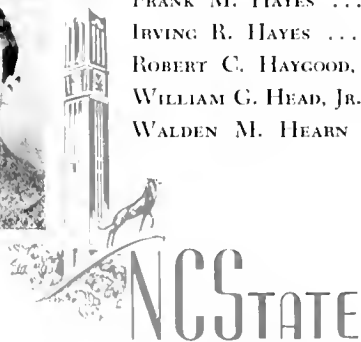 FRANK M. HAYES ...
IRVING R. HAYES ...
ROBERT C. HAYGOOD,
WILLIAM G. HEAD, JR.
WALDEN M. HEARN
NCSTATE